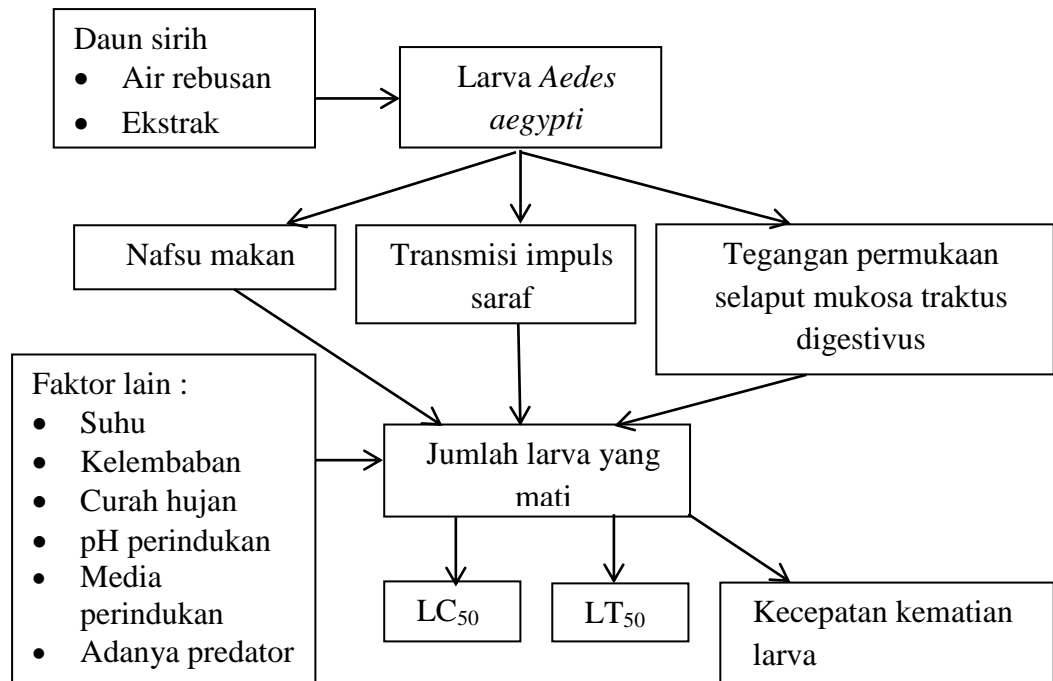 Daun sirih
• Air rebusan
• Ekstrak
Larva Aedes
aegypti
Nafsu makan
Transmisi impuls
saraf
Tegangan permukaan
selaput mukosa traktus
digestivus
Faktor lain :
• Suhu
• Kelembaban
• Curah hujan
• pH perindukan
• Media
perindukan
• Adanya predator
Jumlah larva yang
mati
LC50
LT50
Kecepatan kematian
larva